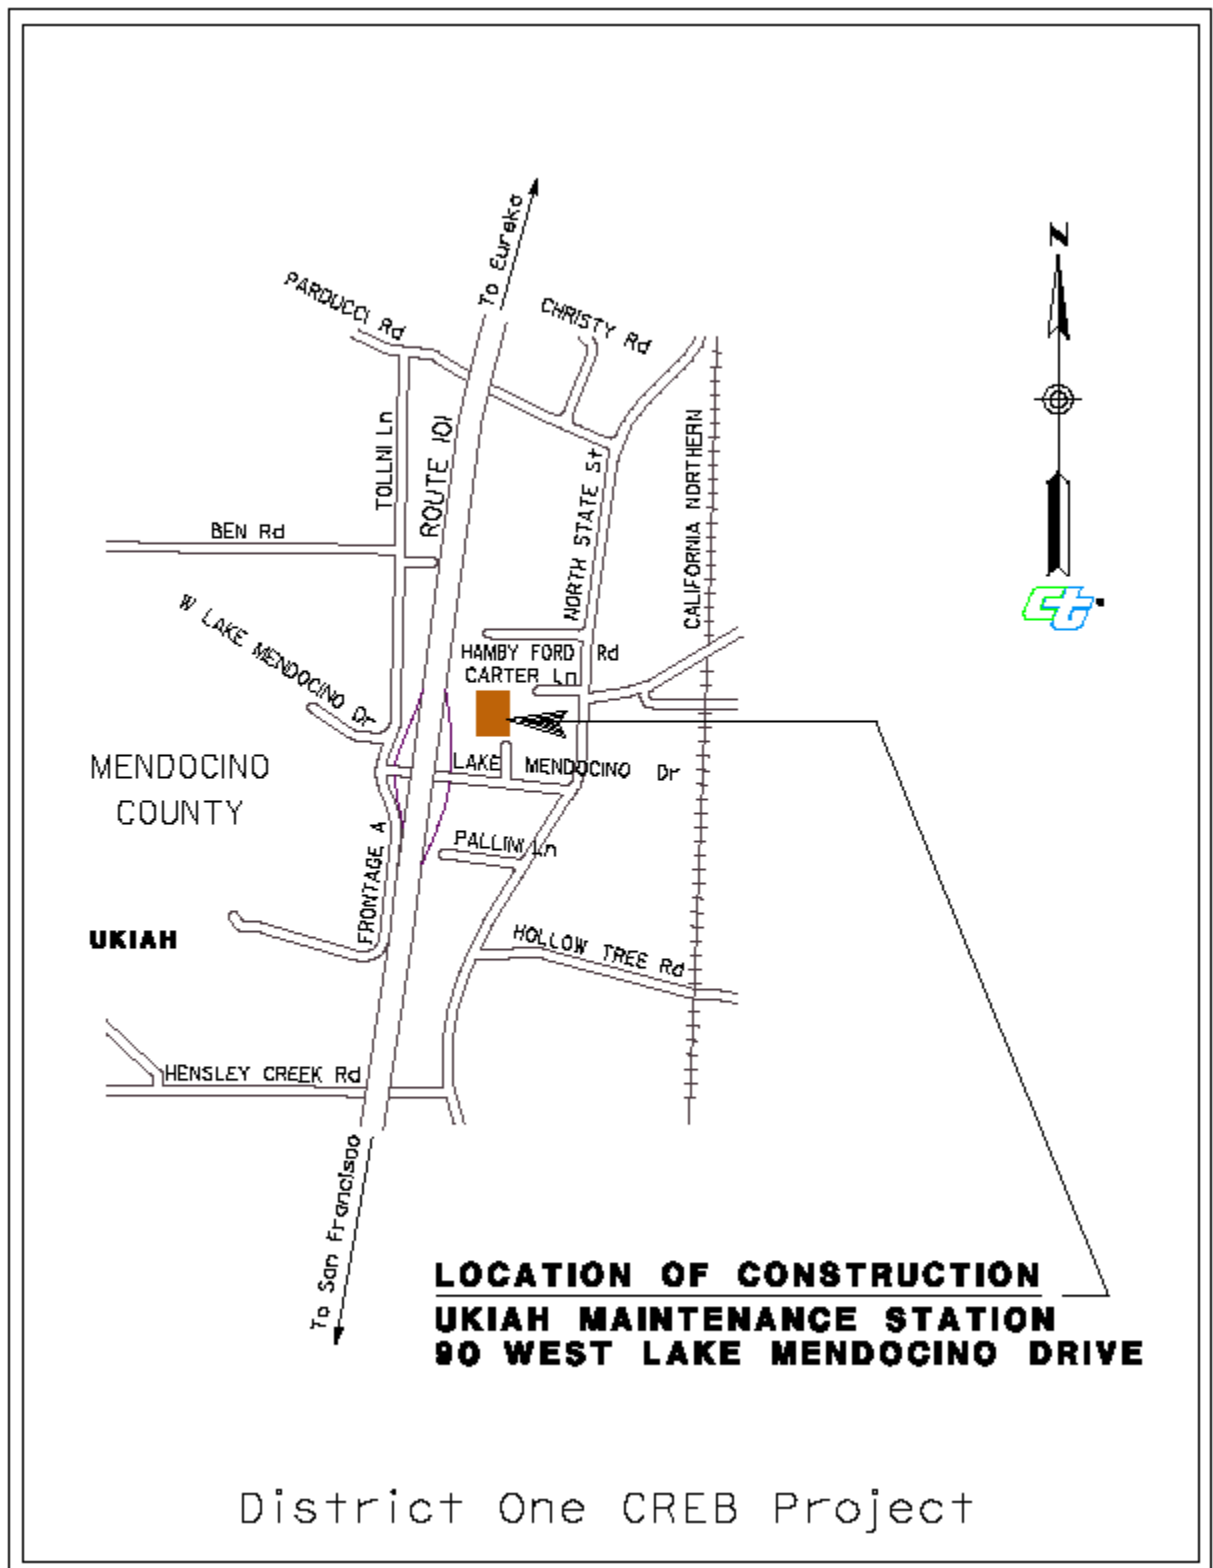 N
To Eureka
PARDUCCI Rd
CHRISTY Rd
TOLLNI Ln
ROUTE 101
NORTH STATE St
CALIFORNIA NORTHERN
BEN Rd
W LAKE MENDOCINO Dr
HAMBY FORD Rd
CARTER Ln
ct
MENDOCINO
COUNTY
LAKE MENDOCINO Dr
FRONTAGE A
PALLINI Ln
UKIAH
HOLLOW TREE Rd
HENSLEY CREEK Rd
To San Francisco
LOCATION OF CONSTRUCTION
UKIAH MAINTENANCE STATION
90 WEST LAKE MENDOCINO DRIVE
District One CREB Project